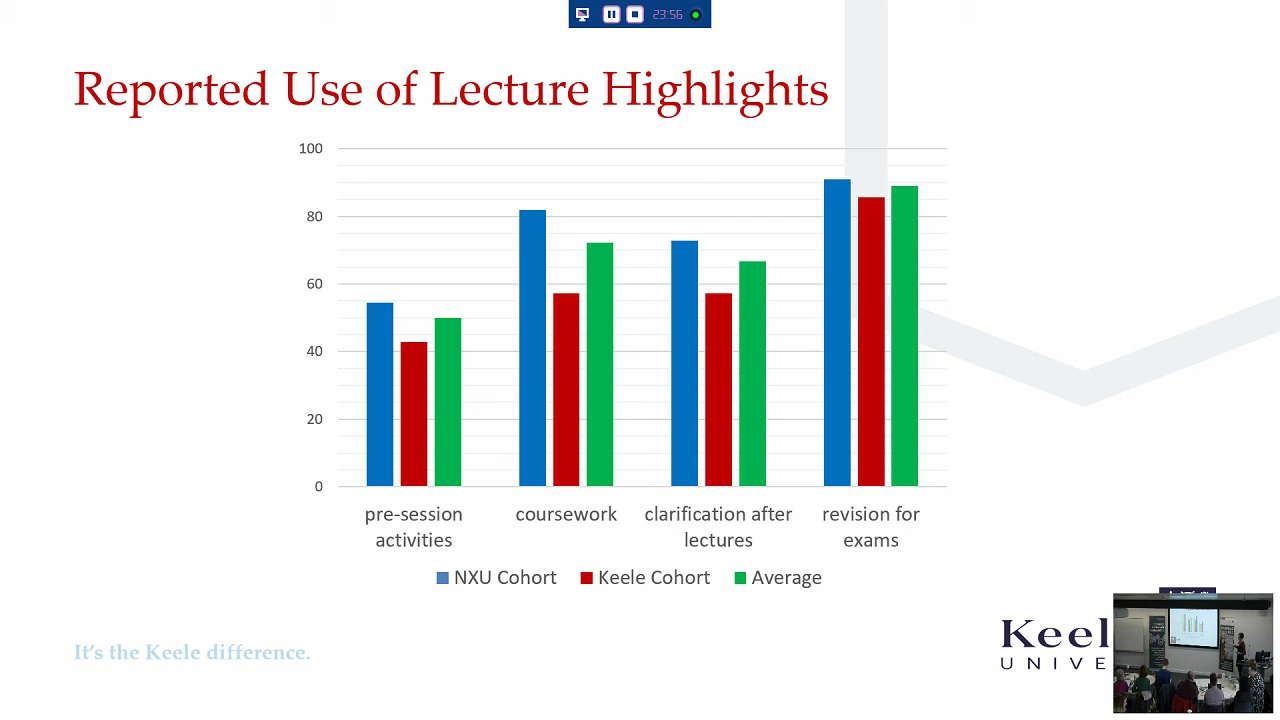 23:56
Reported Use of Lecture Highlights
100
80
60
40
20
0
pre-session activities
coursework
clarification after lectures
revision for exams
NXU Cohort
Keele Cohort
Average
It's the Keele difference.
Keel
UNIVE